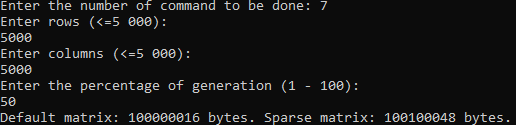 Enter the number of command to be done: 7
Enter rows (<=5 000):
5000
Enter columns (<=5 000):
5000
Enter the percentage of generation (1 - 100):
50
Default matrix: 100000016 bytes. Sparse matrix: 100100048 bytes.